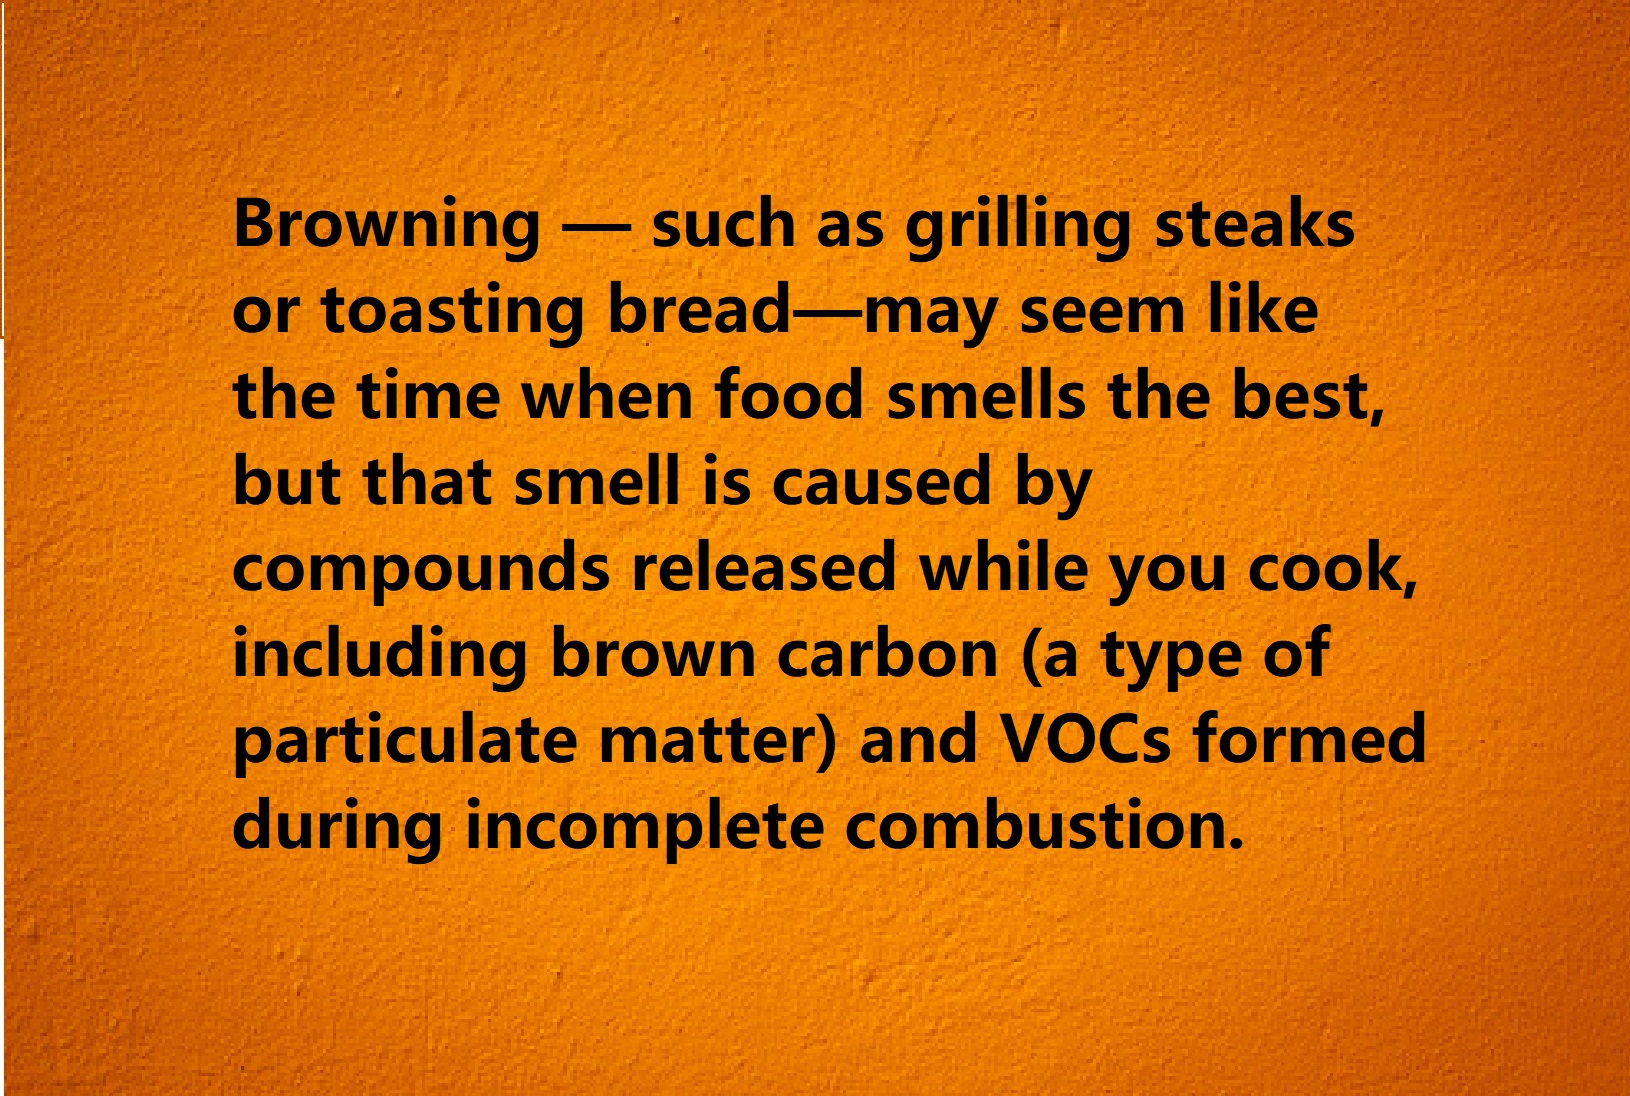 Browning — such as grilling steaks
or toasting bread—may seem like
the time when food smells the best,
but that smell is caused by
compounds released while you cook,
including brown carbon (a type of
particulate matter) and VOCs formed
during incomplete combustion.